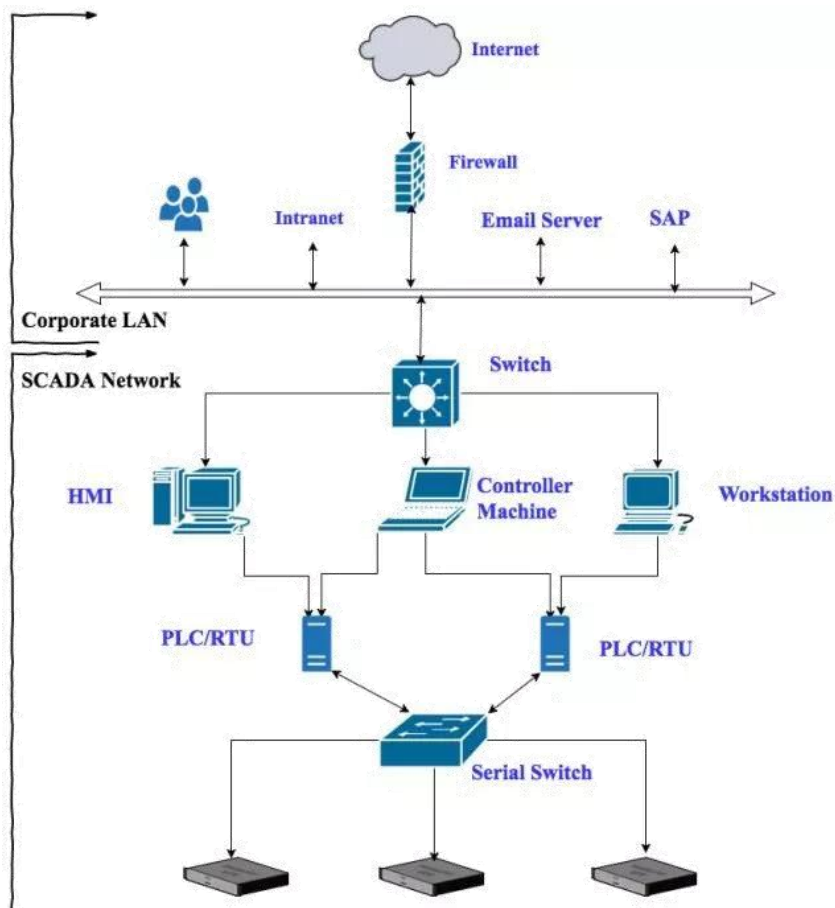 Internet
Firewall
Intranet
Email Server
SAP
Corporate LAN
SCADA Network
Switch
HMI
Controller
Machine
Workstation
PLC/RTU
PLC/RTU
Serial Switch